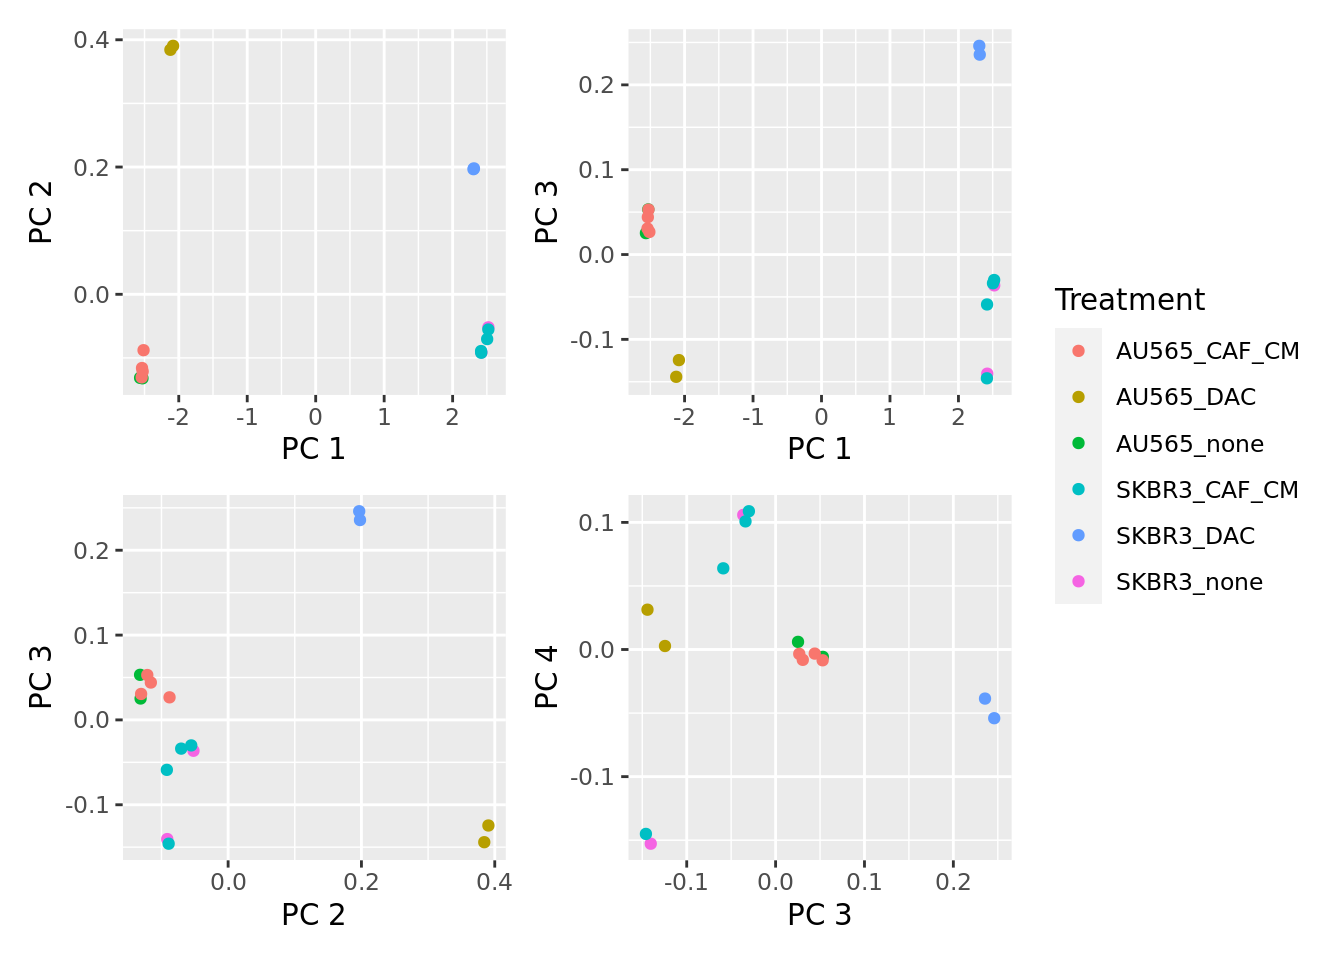 0.4
0.2
0.0
-2 -1 0 1 2
PC 1
PC 2
0.2
0.1
0.0
-0.1
-2 -1 0 1 2
PC 1
PC 3
0.2
0.1
0.0
-0.1
0.0 0.2 0.4
PC 2
PC 3
0.1
0.0
-0.1
-0.1 0.0 0.1 0.2
PC 3
PC 4
Treatment
AU565_CAF_CM
AU565_DAC
AU565_none
SKBR3_CAF_CM
SKBR3_DAC
SKBR3_none